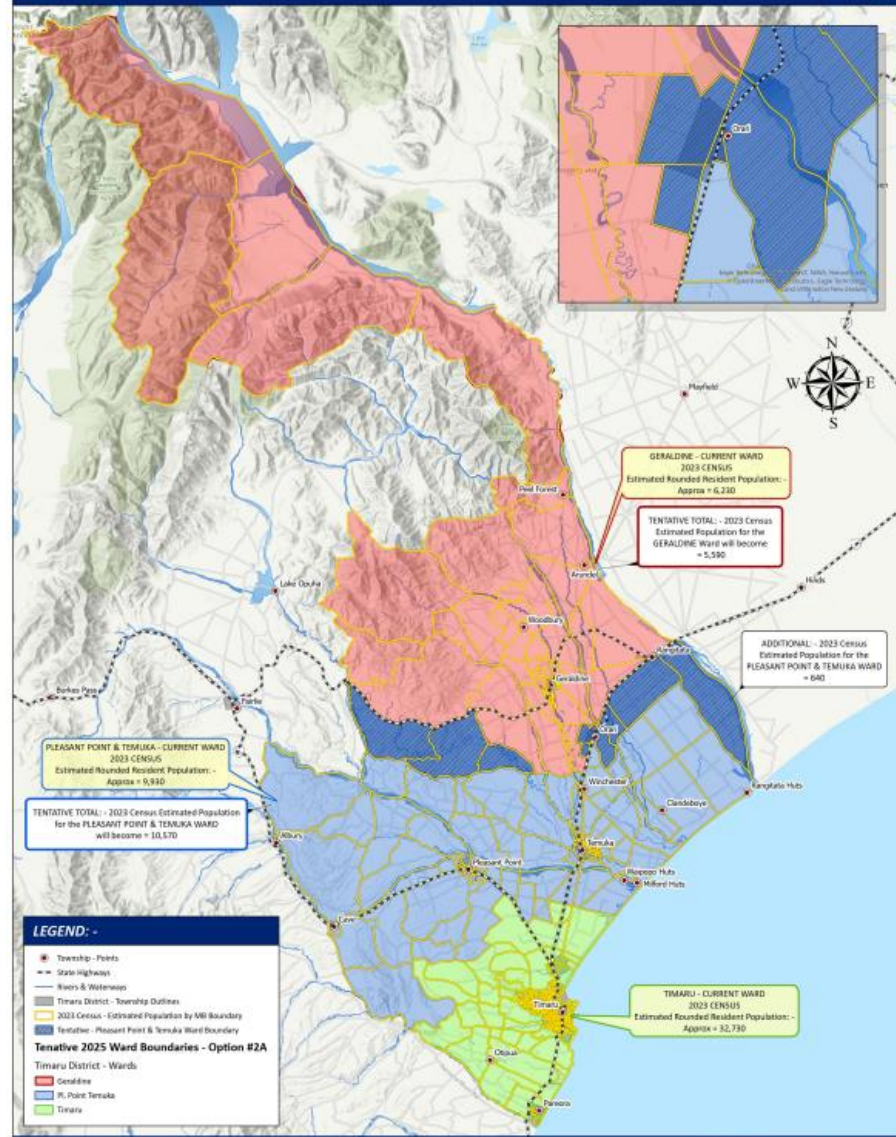 Orari
N
W
E
S
Mayfield
GERALDINE - CURRENT WARD
2023 CENSUS
Estimated Rounded Resident Population: -
Approx = 6,230
Peel Forest
TENTATIVE TOTAL: - 2023 Census
Estimated Population for the
GERALDINE Ward will become
= 5,590
Arundel
Hinds
Lake Opuha
Woodbury
ADDITIONAL: - 2023 Census
Estimated Population for the
PLEASANT POINT & TEMUKA WARD
= 640
Rangitata
Geraldine
Burkes Pass
Fairlie
Orari
PLEASANT POINT & TEMUKA - CURRENT WARD
2023 CENSUS
Estimated Rounded Resident Population: -
Approx = 9,930
Winchester
Rangitata Huts
Clandeboye
TENTATIVE TOTAL: - 2023 Census Estimated Population
for the PLEASANT POINT & TEMUKA WARD
will become = 10,570
Albury
Temuka
Pleasant Point
Waipopo Huts
Milford Huts
Cave
LEGEND: -
Township - Points
State Highways
Rivers & Waterways
Timaru District - Township Outlines
2023 Census - Estimated Population by MB Boundary
Tentative - Pleasant Point & Temuka Ward Boundary
Tenative 2025 Ward Boundaries - Option #2A
Timaru District - Wards
Geraldine
Pl. Point Temuka
Timaru
Timaru
TIMARU - CURRENT WARD
2023 CENSUS
Estimated Rounded Resident Population: -
Approx = 32,730
Otipua
Pareora